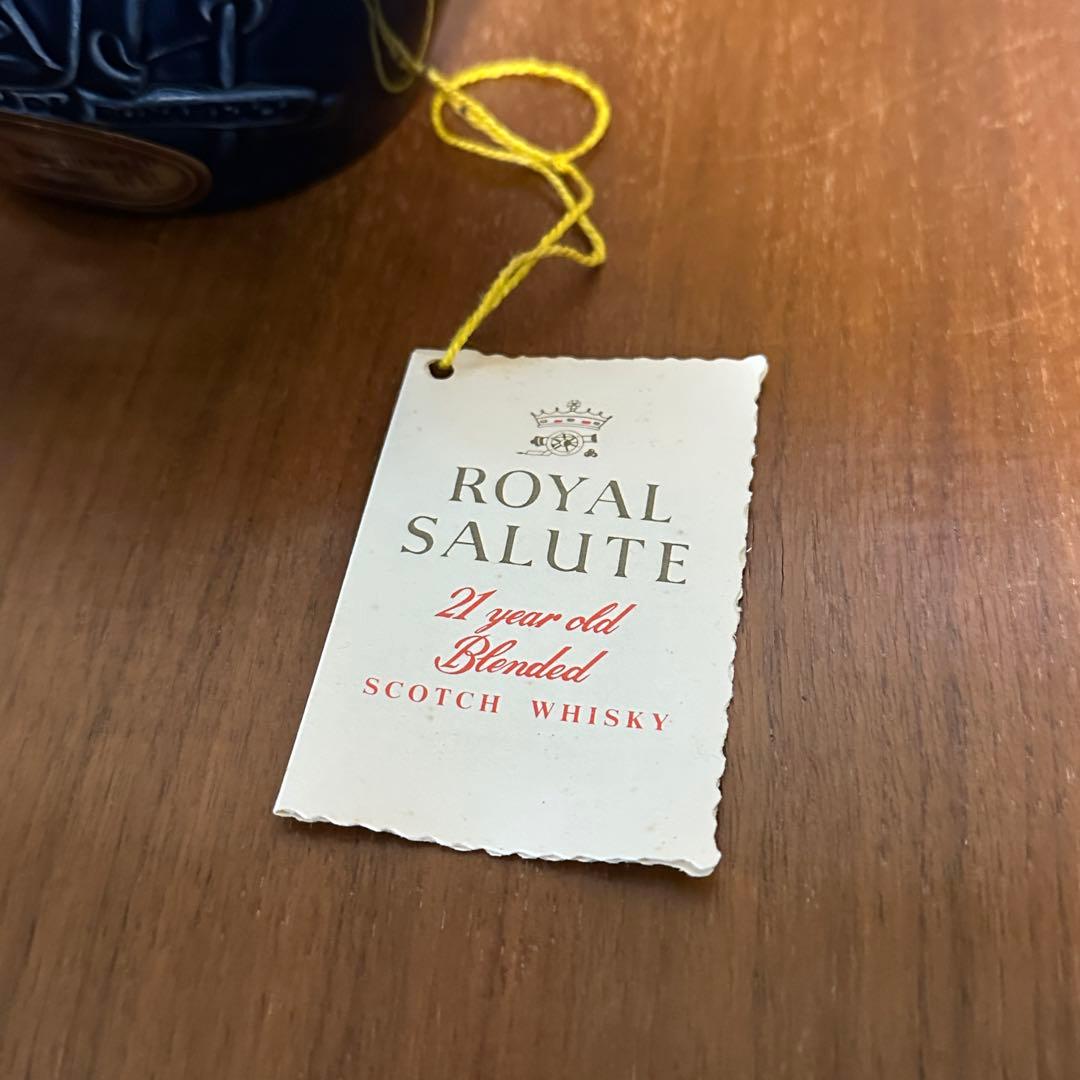 ROYAL
SALUTE
21 year old
Blended
SCOTCH WHISKY